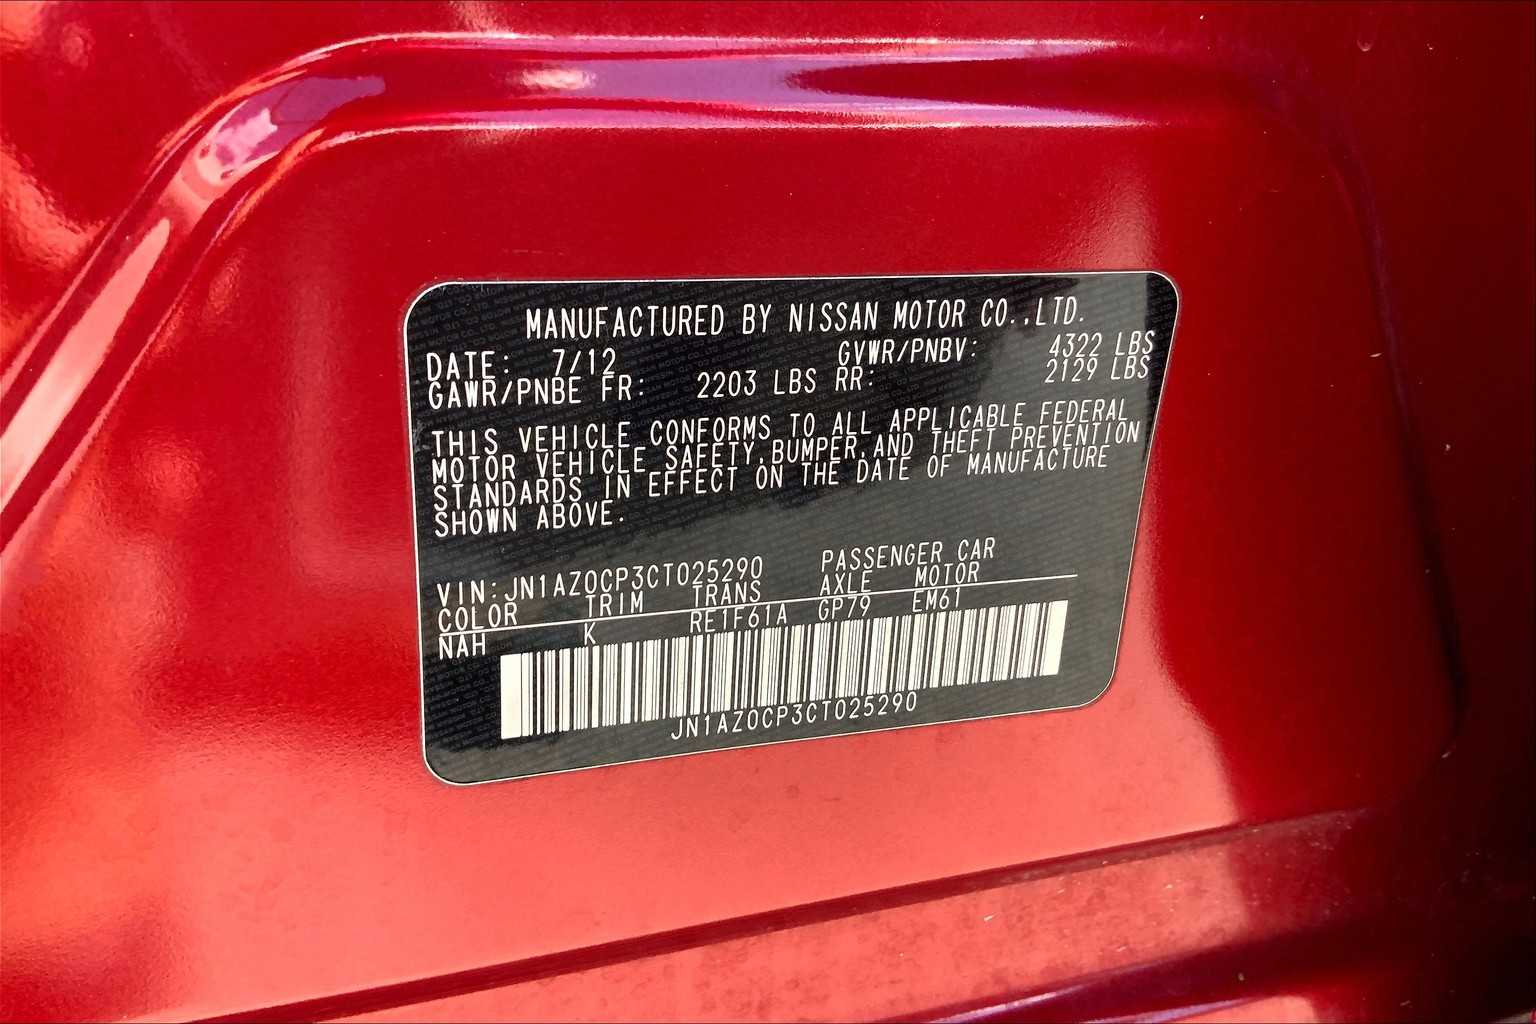 MANUFACTURED BY NISSAN MOTOR CO.,LTD.
DATE: 7/12 GVWR/PNBV: 4322 LBS
GAWR/PNBE FR: 2203 LBS RR: 2129 LBS
THIS VEHICLE CONFORMS TO ALL APPLICABLE FEDERAL
MOTOR VEHICLE SAFETY,BUMPER,AND THEFT PREVENTION
STANDARDS IN EFFECT ON THE DATE OF MANUFACTURE
SHOWN ABOVE.
VIN:JN1AZ0CP3CT025290 PASSENGER CAR
COLOR TRIM TRANS AXLE MOTOR
NAH K RE1F61A GP79 EM61
JN1AZ0CP3CT025290